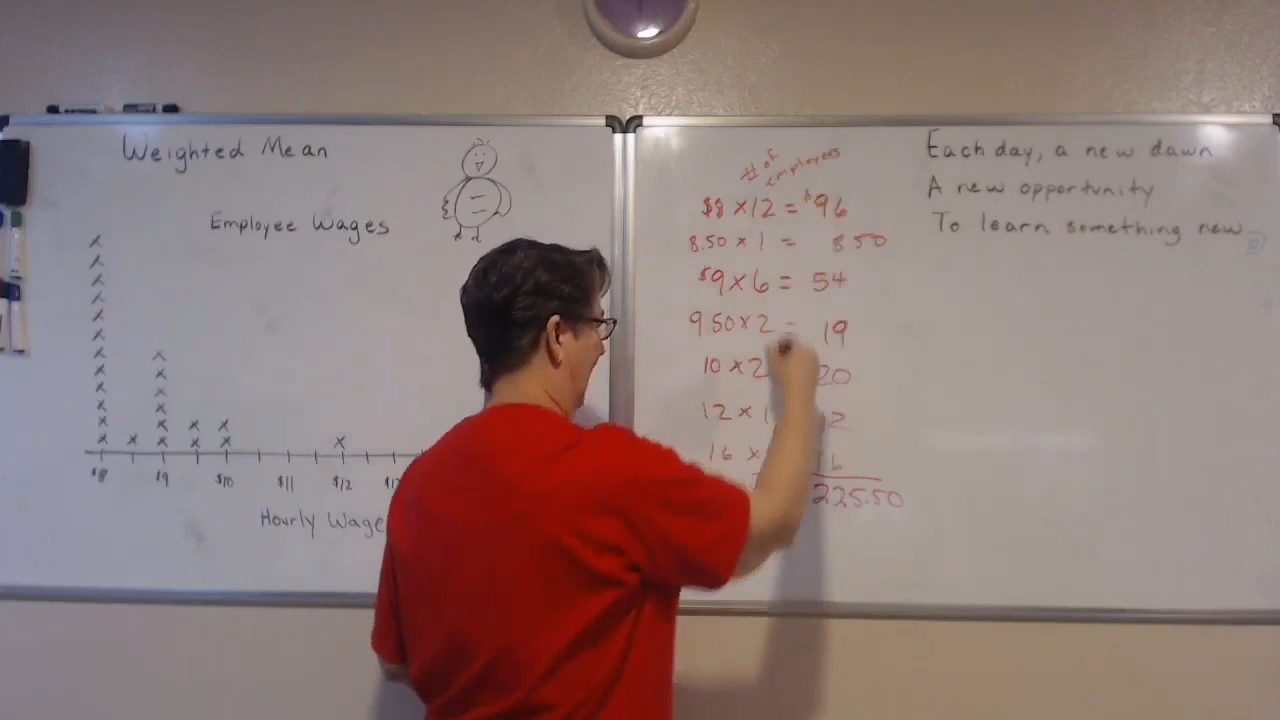 Weighted Mean
Employee Wages
$8 $9 $10 $11 $12
Hourly Wage
# of
employees
$8 × 12 = $96
8.50 × 1 = 8 50
$9 × 6 = 54
9 50 × 2 = 19
10 × 2 20
12 × 1 2
16 ×
225.50
Each day, a new dawn
A new opportunity
To learn something new